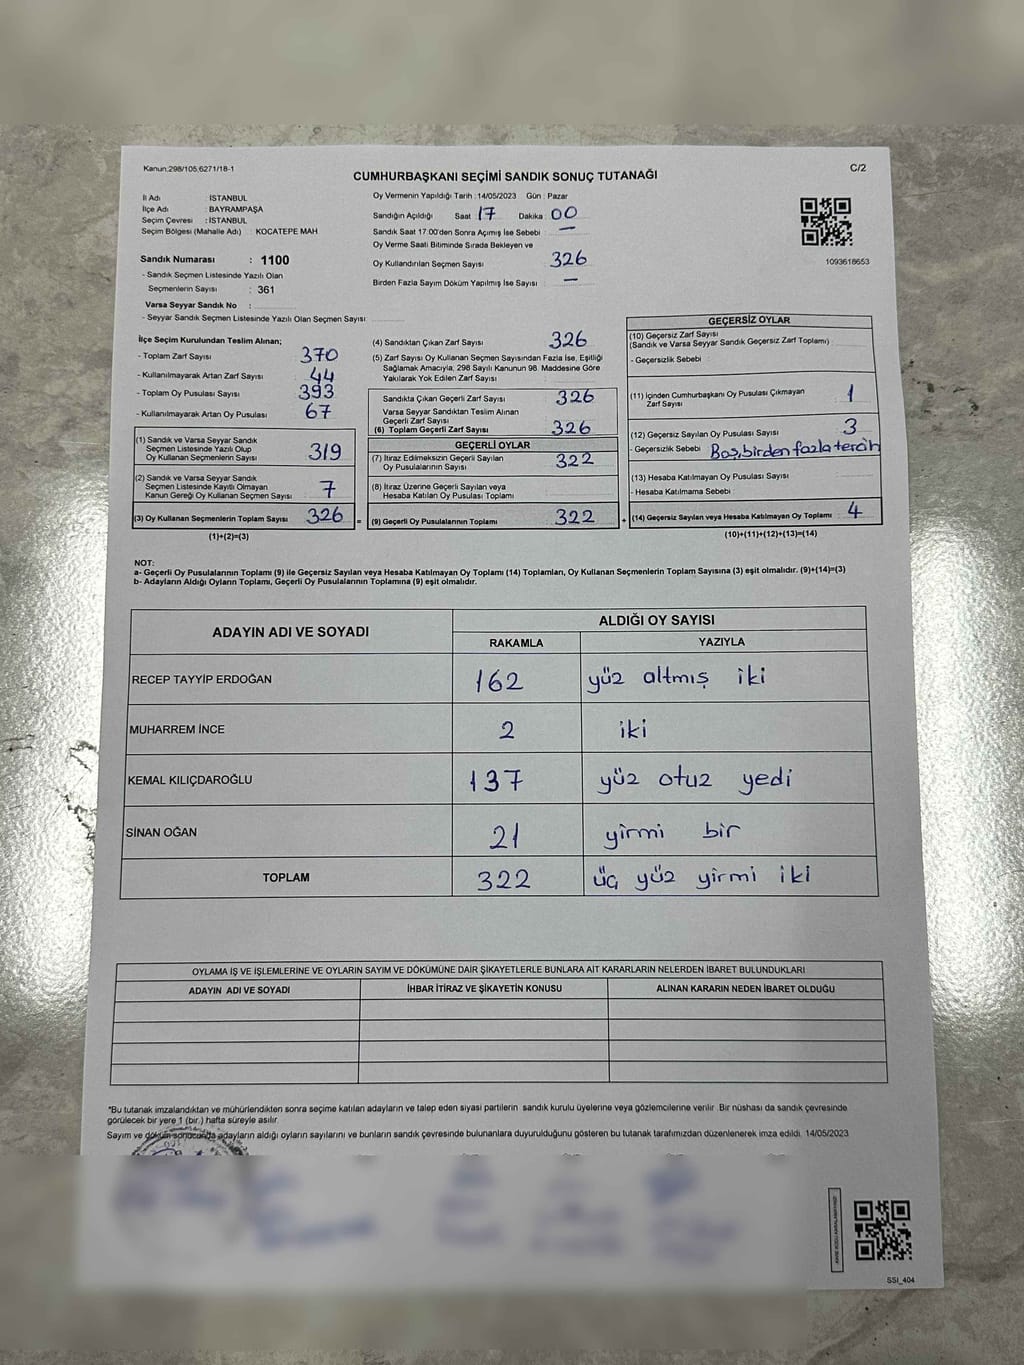 Kanun:298/105;6271/18-1
C/2
CUMHURBAŞKANI SEÇİMİ SANDIK SONUÇ TUTANAĞI
İl Adı : İSTANBUL
İlçe Adı : BAYRAMPAŞA
Seçim Çevresi : İSTANBUL
Seçim Bölgesi (Mahalle Adı) : KOCATEPE MAH
Sandık Numarası : 1100
- Sandık Seçmen Listesinde Yazılı Olan
Seçmenlerin Sayısı : 361
Varsa Seyyar Sandık No :
- Seyyar Sandık Seçmen Listesinde Yazılı Olan Seçmen Sayısı:
Oy Vermenin Yapıldığı Tarih : 14/05/2023 Gün : Pazar
Sandığın Açıldığı Saat 17 Dakika : 00
Sandık Saat 17.00'den Sonra Açımış İse Sebebi : —
Oy Verme Saati Bitiminde Sırada Bekleyen ve
Oy Kullandırılan Seçmen Sayısı 326
Birden Fazla Sayım Döküm Yapılmış İse Sayısı : —
1093618653
İlçe Seçim Kurulundan Teslim Alınan;
- Toplam Zarf Sayısı 370
- Kullanılmayarak Artan Zarf Sayısı 44
- Toplam Oy Pusulası Sayısı 393
- Kullanılmayarak Artan Oy Pusulası 67
(1) Sandık ve Varsa Seyyar Sandık
Seçmen Listesinde Yazılı Olup
Oy Kullanan Seçmenlerin Sayısı 319
(2) Sandık ve Varsa Seyyar Sandık
Seçmen Listesinde Kayıtlı Olmayan
Kanun Gereği Oy Kullanan Seçmen Sayısı 7
(3) Oy Kullanan Seçmenlerin Toplam Sayısı 326 =
(1)+(2)=(3)
(4) Sandıktan Çıkan Zarf Sayısı 326
(5) Zarf Sayısı Oy Kullanan Seçmen Sayısından Fazla İse, Eşitliği
Sağlamak Amacıyla, 298 Sayılı Kanunun 98. Maddesine Göre
Yakılarak Yok Edilen Zarf Sayısı :
Sandıkta Çıkan Geçerli Zarf Sayısı 326
Varsa Seyyar Sandıktan Teslim Alınan
Geçerli Zarf Sayısı
(6) Toplam Geçerli Zarf Sayısı 326
GEÇERLİ OYLAR
(7) İtiraz Edilmeksizin Geçerli Sayılan
Oy Pusulalarının Sayısı 322
(8) İtiraz Üzerine Geçerli Sayılan veya
Hesaba Katılan Oy Pusulası Toplamı
(9) Geçerli Oy Pusulalarının Toplamı 322 +
GEÇERSİZ OYLAR
(10) Geçersiz Zarf Sayısı
(Sandık ve Varsa Seyyar Sandık Geçersiz Zarf Toplamı)
- Geçersizlik Sebebi :
(11) İçinden Cumhurbaşkanı Oy Pusulası Çıkmayan
Zarf Sayısı 1
(12) Geçersiz Sayılan Oy Pusulası Sayısı 3
- Geçersizlik Sebebi Boş, birden fazla tercih
(13) Hesaba Katılmayan Oy Pusulası Sayısı
- Hesaba Katılmama Sebebi
(14) Geçersiz Sayılan veya Hesaba Katılmayan Oy Toplamı 4
(10)+(11)+(12)+(13)=(14)
NOT:
a- Geçerli Oy Pusulalarının Toplamı (9) ile Geçersiz Sayılan veya Hesaba Katılmayan Oy Toplamı (14) Toplamları, Oy Kullanan Seçmenlerin Toplam Sayısına (3) eşit olmalıdır. (9)+(14)=(3)
b- Adayların Aldığı Oyların Toplamı, Geçerli Oy Pusulalarının Toplamına (9) eşit olmalıdır.
ADAYIN ADI VE SOYADI ALDIĞI OY SAYISI
RAKAMLA YAZIYLA
RECEP TAYYİP ERDOĞAN 162 yüz altmış iki
MUHARREM İNCE 2 iki
KEMAL KILIÇDAROĞLU 137 yüz otuz yedi
SİNAN OĞAN 21 yirmi bir
TOPLAM 322 üç yüz yirmi iki
OYLAMA İŞ VE İŞLEMLERİNE VE OYLARIN SAYIM VE DÖKÜMÜNE DAİR ŞİKAYETLERLE BUNLARA AİT KARARLARIN NELERDEN İBARET BULUNDUKLARI
ADAYIN ADI VE SOYADI İHBAR İTİRAZ VE ŞİKAYETİN KONUSU ALINAN KARARIN NEDEN İBARET OLDUĞU
"Bu tutanak imzalandıktan ve mühürlendikten sonra seçime katılan adayların ve talep eden siyasi partilerin sandık kurulu üyelerine veya gözlemcilerine verilir. Bir nüshası da sandık çevresinde
görülecek bir yere 1 (bir.) hafta süreyle asılır.
Sayım ve döküm sonucunda adayların aldığı oyların sayılarını ve bunların sandık çevresinde bulunanlara duyurulduğunu gösteren bu tutanak tarafımızdan düzenlenerek imza edildi. 14/05/2023
SSI_404